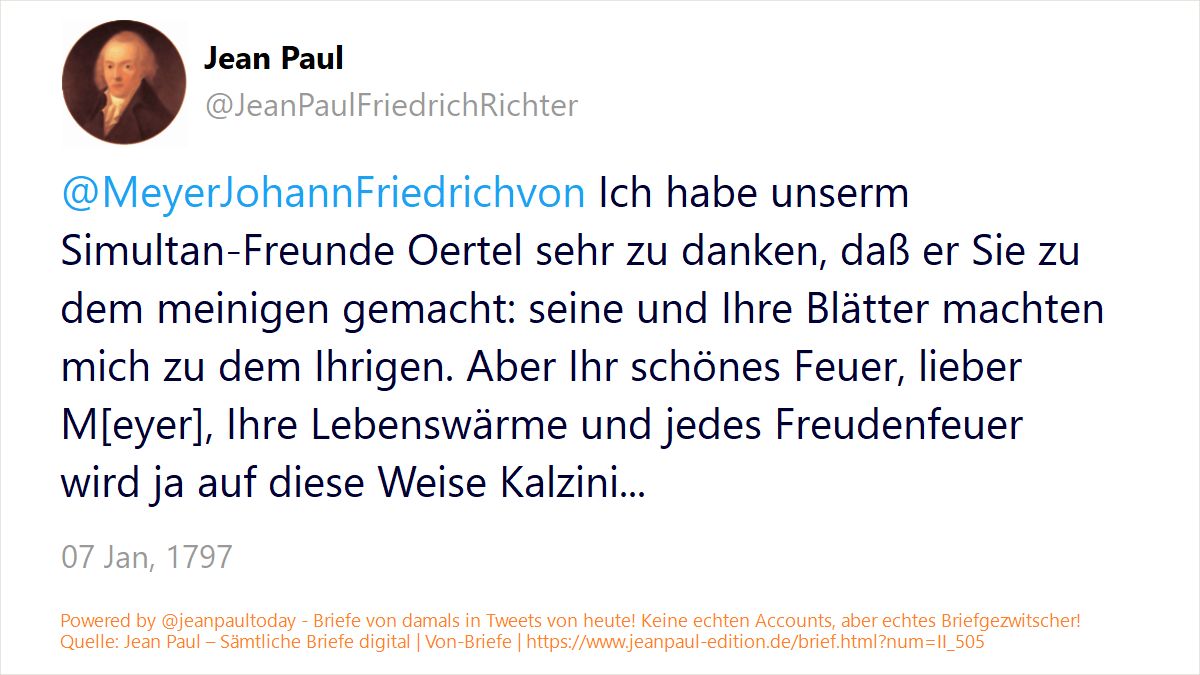 Jean Paul
@JeanPaulFriedrichRichter
@MeyerJohannFriedrichvon Ich habe unserm
Simultan-Freunde Oertel sehr zu danken, daß er Sie zu
dem meinigen gemacht: seine und Ihre Blätter machten
mich zu dem Ihrigen. Aber Ihr schönes Feuer, lieber
M[eyer], Ihre Lebenswärme und jedes Freudenfeuer
wird ja auf diese Weise Kalzini...
07 Jan, 1797
Powered by @jeanpaultoday - Briefe von damals in Tweets von heute! Keine echten Accounts, aber echtes Briefgezwitscher!
Quelle: Jean Paul – Sämtliche Briefe digital | Von-Briefe | https://www.jeanpaul-edition.de/brief.html?num=II_505